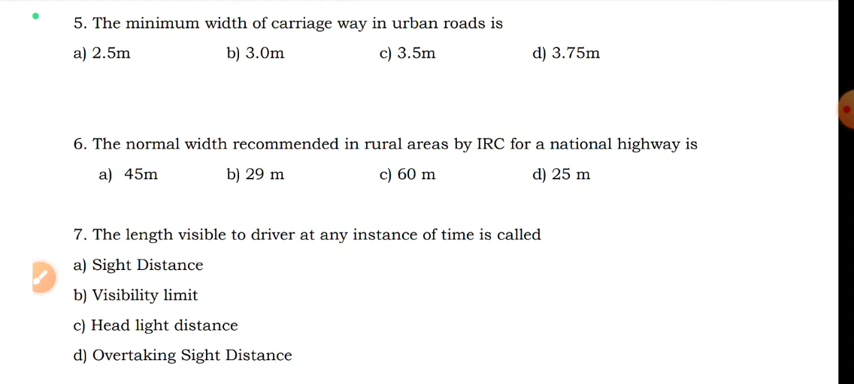 5. The minimum width of carriage way in urban roads is
a) 2.5m b) 3.0m c) 3.5m d) 3.75m
6. The normal width recommended in rural areas by IRC for a national highway is
a) 45m b) 29 m c) 60 m d) 25 m
7. The length visible to driver at any instance of time is called
a) Sight Distance
b) Visibility limit
c) Head light distance
d) Overtaking Sight Distance